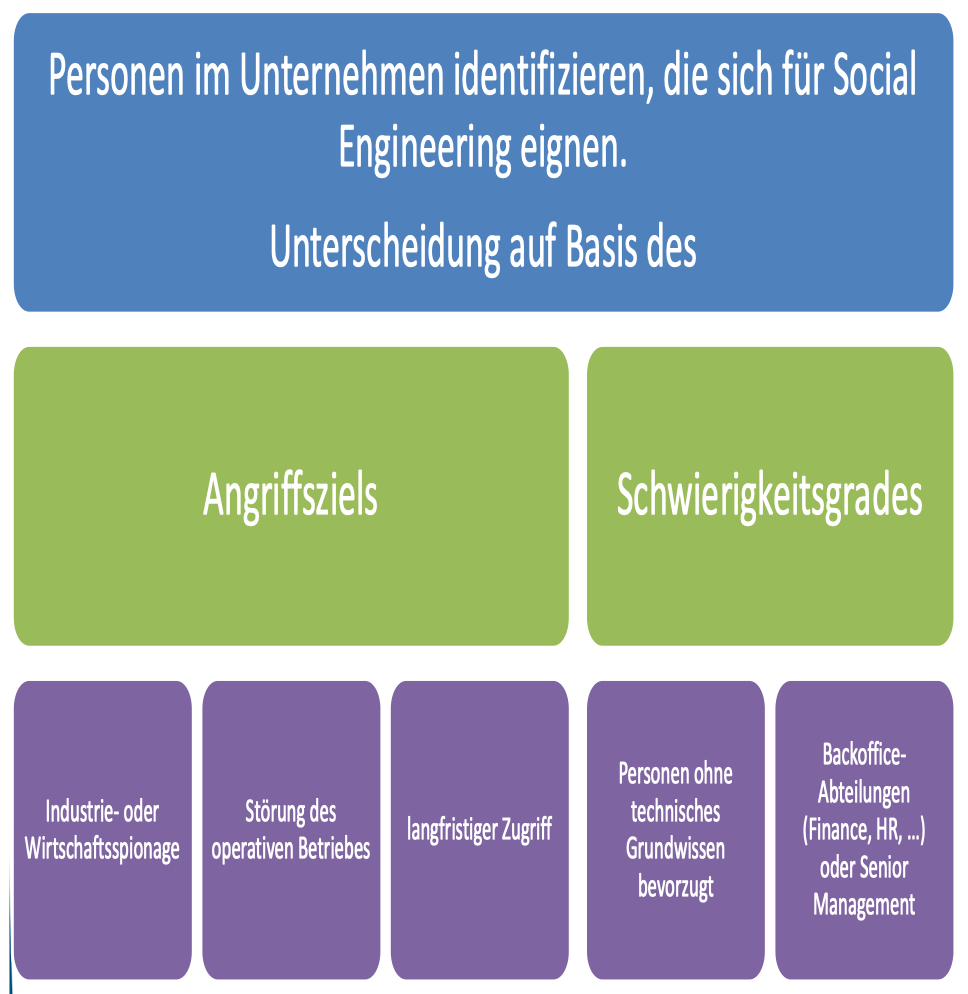 Personen im Unternehmen identifizieren, die sich für Social
Engineering eignen.
Unterscheidung auf Basis des
Angriffsziels
Schwierigkeitsgrades
Industrie- oder
Wirtschaftsspionage
Störung des
operativen Betriebes
langfristiger Zugriff
Personen ohne
technisches
Grundwissen
bevorzugt
Backoffice-
Abteilungen
(Finance, HR, …)
oder Senior
Management